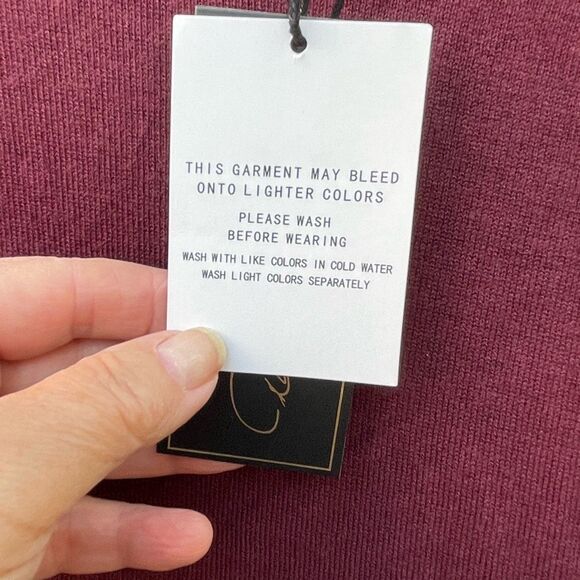 THIS GARMENT MAY BLEED
ONTO LIGHTER COLORS
PLEASE WASH
BEFORE WEARING
WASH WITH LIKE COLORS IN COLD WATER
WASH LIGHT COLORS SEPARATELY